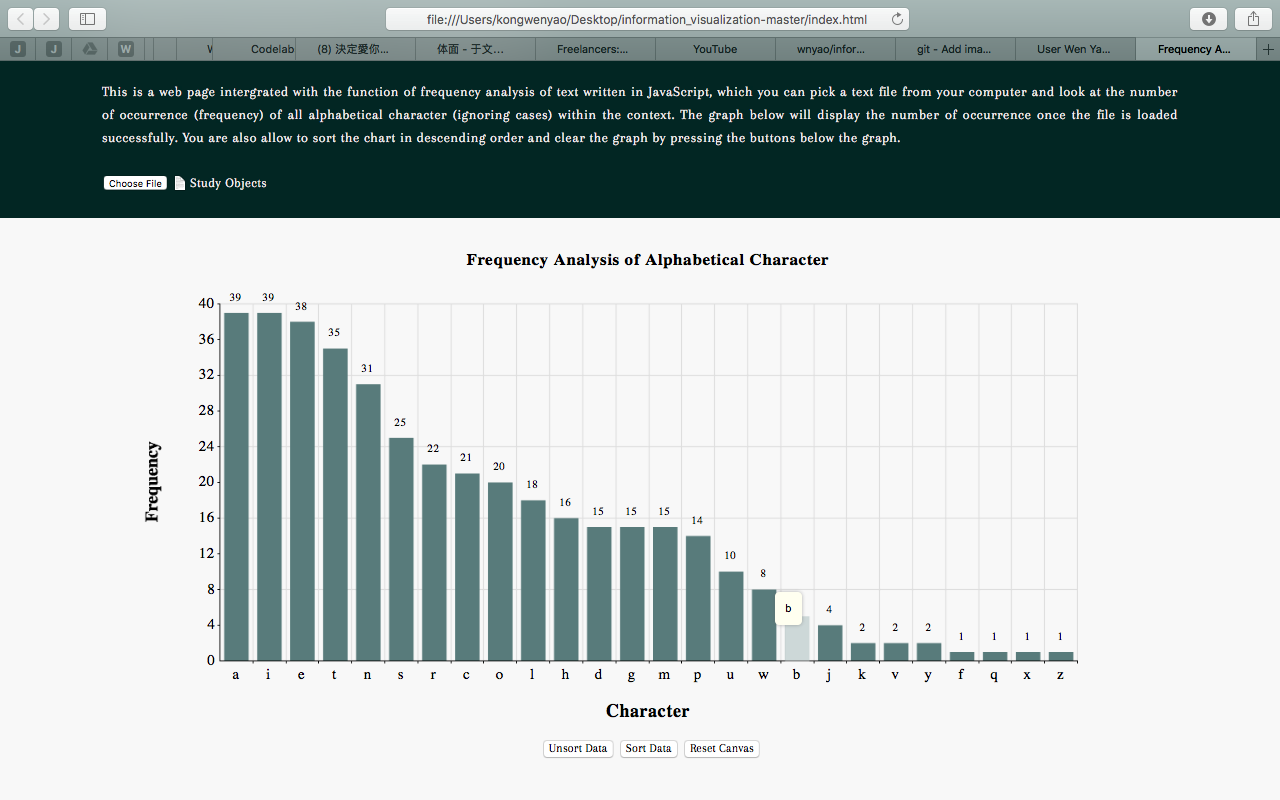 file:///Users/kongwenyao/Desktop/information_visualization-master/index.html
J J W Codelab (8) 決定愛你... 体面 - 于文... Freelancers:... YouTube wnyao/infor... git - Add ima... User Wen Ya... Frequency A...
This is a web page intergrated with the function of frequency analysis of text written in JavaScript, which you can pick a text file from your computer and look at the number
of occurrence (frequency) of all alphabetical character (ignoring cases) within the context. The graph below will display the number of occurrence once the file is loaded
successfully. You are also allow to sort the chart in descending order and clear the graph by pressing the buttons below the graph.
Choose File Study Objects
Frequency Analysis of Alphabetical Character
39 39 38 35 31 25 22 21 20 18 16 15 15 15 14 10 8 4 2 2 2 1 1 1 1
40
36
32
28
24
20
16
12
8
4
0
Frequency
b
a i e t n s r c o l h d g m p u w b j k v y f q x z
Character
Unsort Data Sort Data Reset Canvas